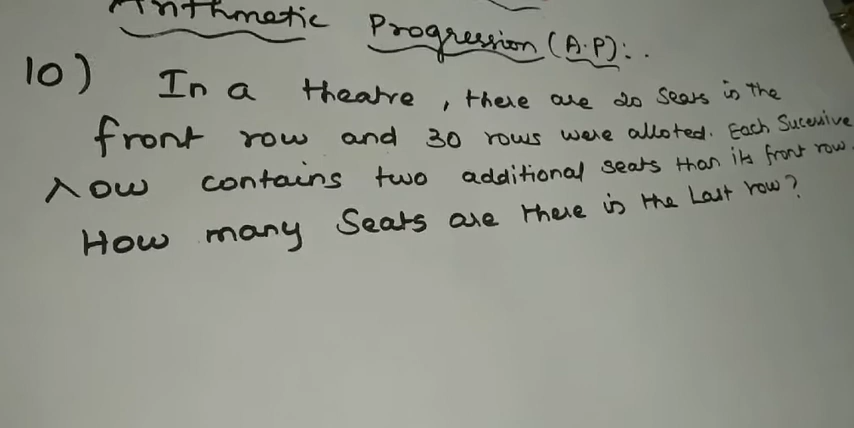 Arithmetic Progression (A.P):.
10) In a theatre, there are 20 seats in the
front row and 30 rows were alloted. Each Succesive
row contains two additional seats than its front row.
How many Seats are there in the Last row?